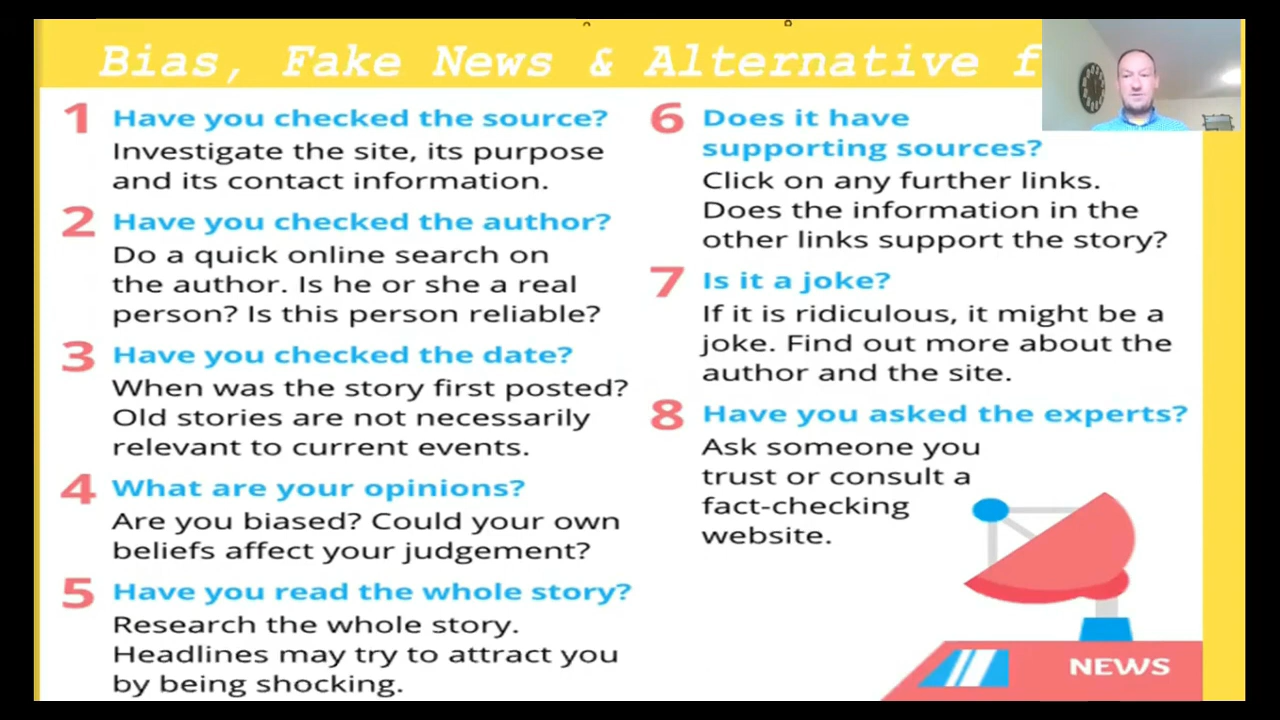 Bias, Fake News & Alternative f
1 Have you checked the source?
Investigate the site, its purpose
and its contact information.
2 Have you checked the author?
Do a quick online search on
the author. Is he or she a real
person? Is this person reliable?
3 Have you checked the date?
When was the story first posted?
Old stories are not necessarily
relevant to current events.
4 What are your opinions?
Are you biased? Could your own
beliefs affect your judgement?
5 Have you read the whole story?
Research the whole story.
Headlines may try to attract you
by being shocking.
6 Does it have
supporting sources?
Click on any further links.
Does the information in the
other links support the story?
7 Is it a joke?
If it is ridiculous, it might be a
joke. Find out more about the
author and the site.
8 Have you asked the experts?
Ask someone you
trust or consult a
fact-checking
website.
NEWS